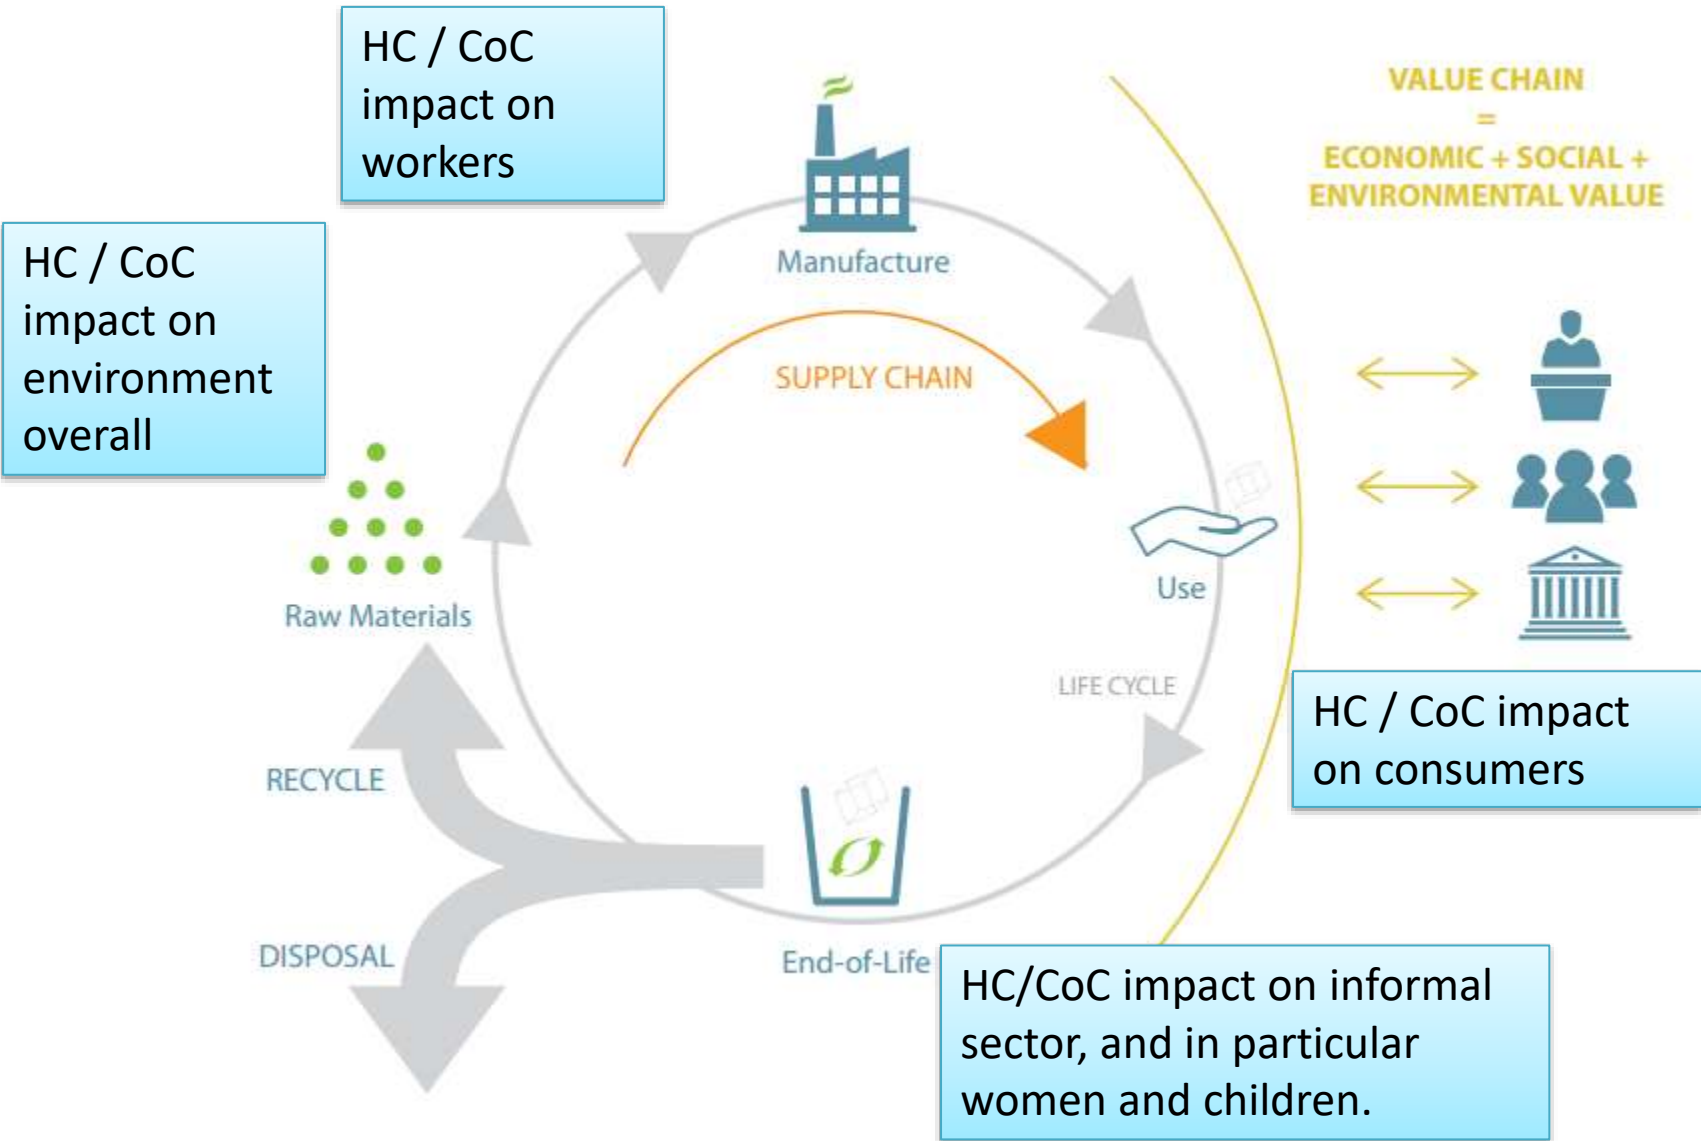 HC / CoC
impact on
workers
VALUE CHAIN
=
ECONOMIC + SOCIAL +
ENVIRONMENTAL VALUE
HC / CoC
impact on
environment
overall
Manufacture
SUPPLY CHAIN
Raw Materials
Use
LIFE CYCLE
HC / CoC impact
on consumers
RECYCLE
DISPOSAL
End-of-Life
HC/CoC impact on informal
sector, and in particular
women and children.